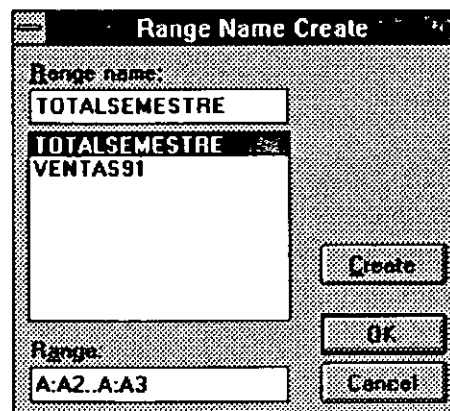 Range Name Create
Range name:
TOTALSEMESTRE
TOTALSEMESTRE
VENTAS91
Create
OK
Range:
A:A2..A:A3
Cancel